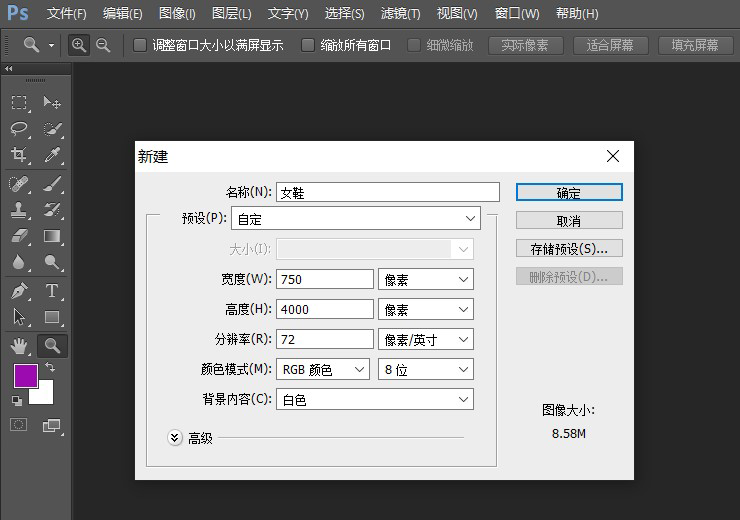 Ps 文件(F) 编辑(E) 图像(I) 图层(L) 文字(Y) 选择(S) 滤镜(T) 视图(V) 窗口(W) 帮助(H)
调整窗口大小以满屏显示 缩放所有窗口 细微缩放 实际像素 适合屏幕 填充屏幕
新建
名称(N): 女鞋 确定
预设(P): 自定 取消
大小(I): 存储预设(S)...
宽度(W): 750 像素 删除预设(D)...
高度(H): 4000 像素
分辨率(R): 72 像素/英寸
颜色模式(M): RGB 颜色 8 位
背景内容(C): 白色
图像大小:
高级
8.58M